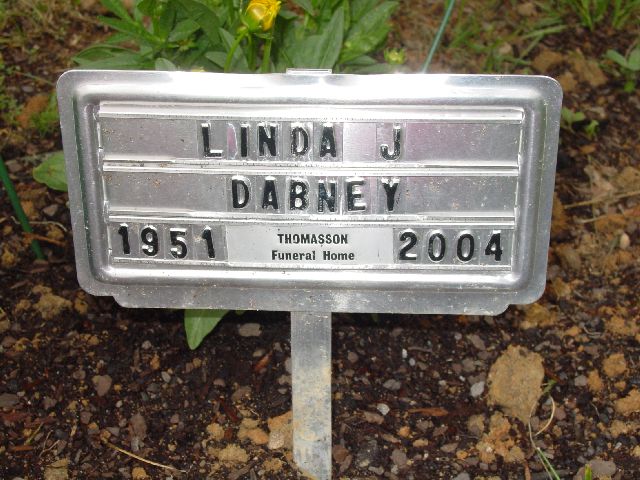 LINDA J
DABNEY
1951 THOMASSON 2004
Funeral Home